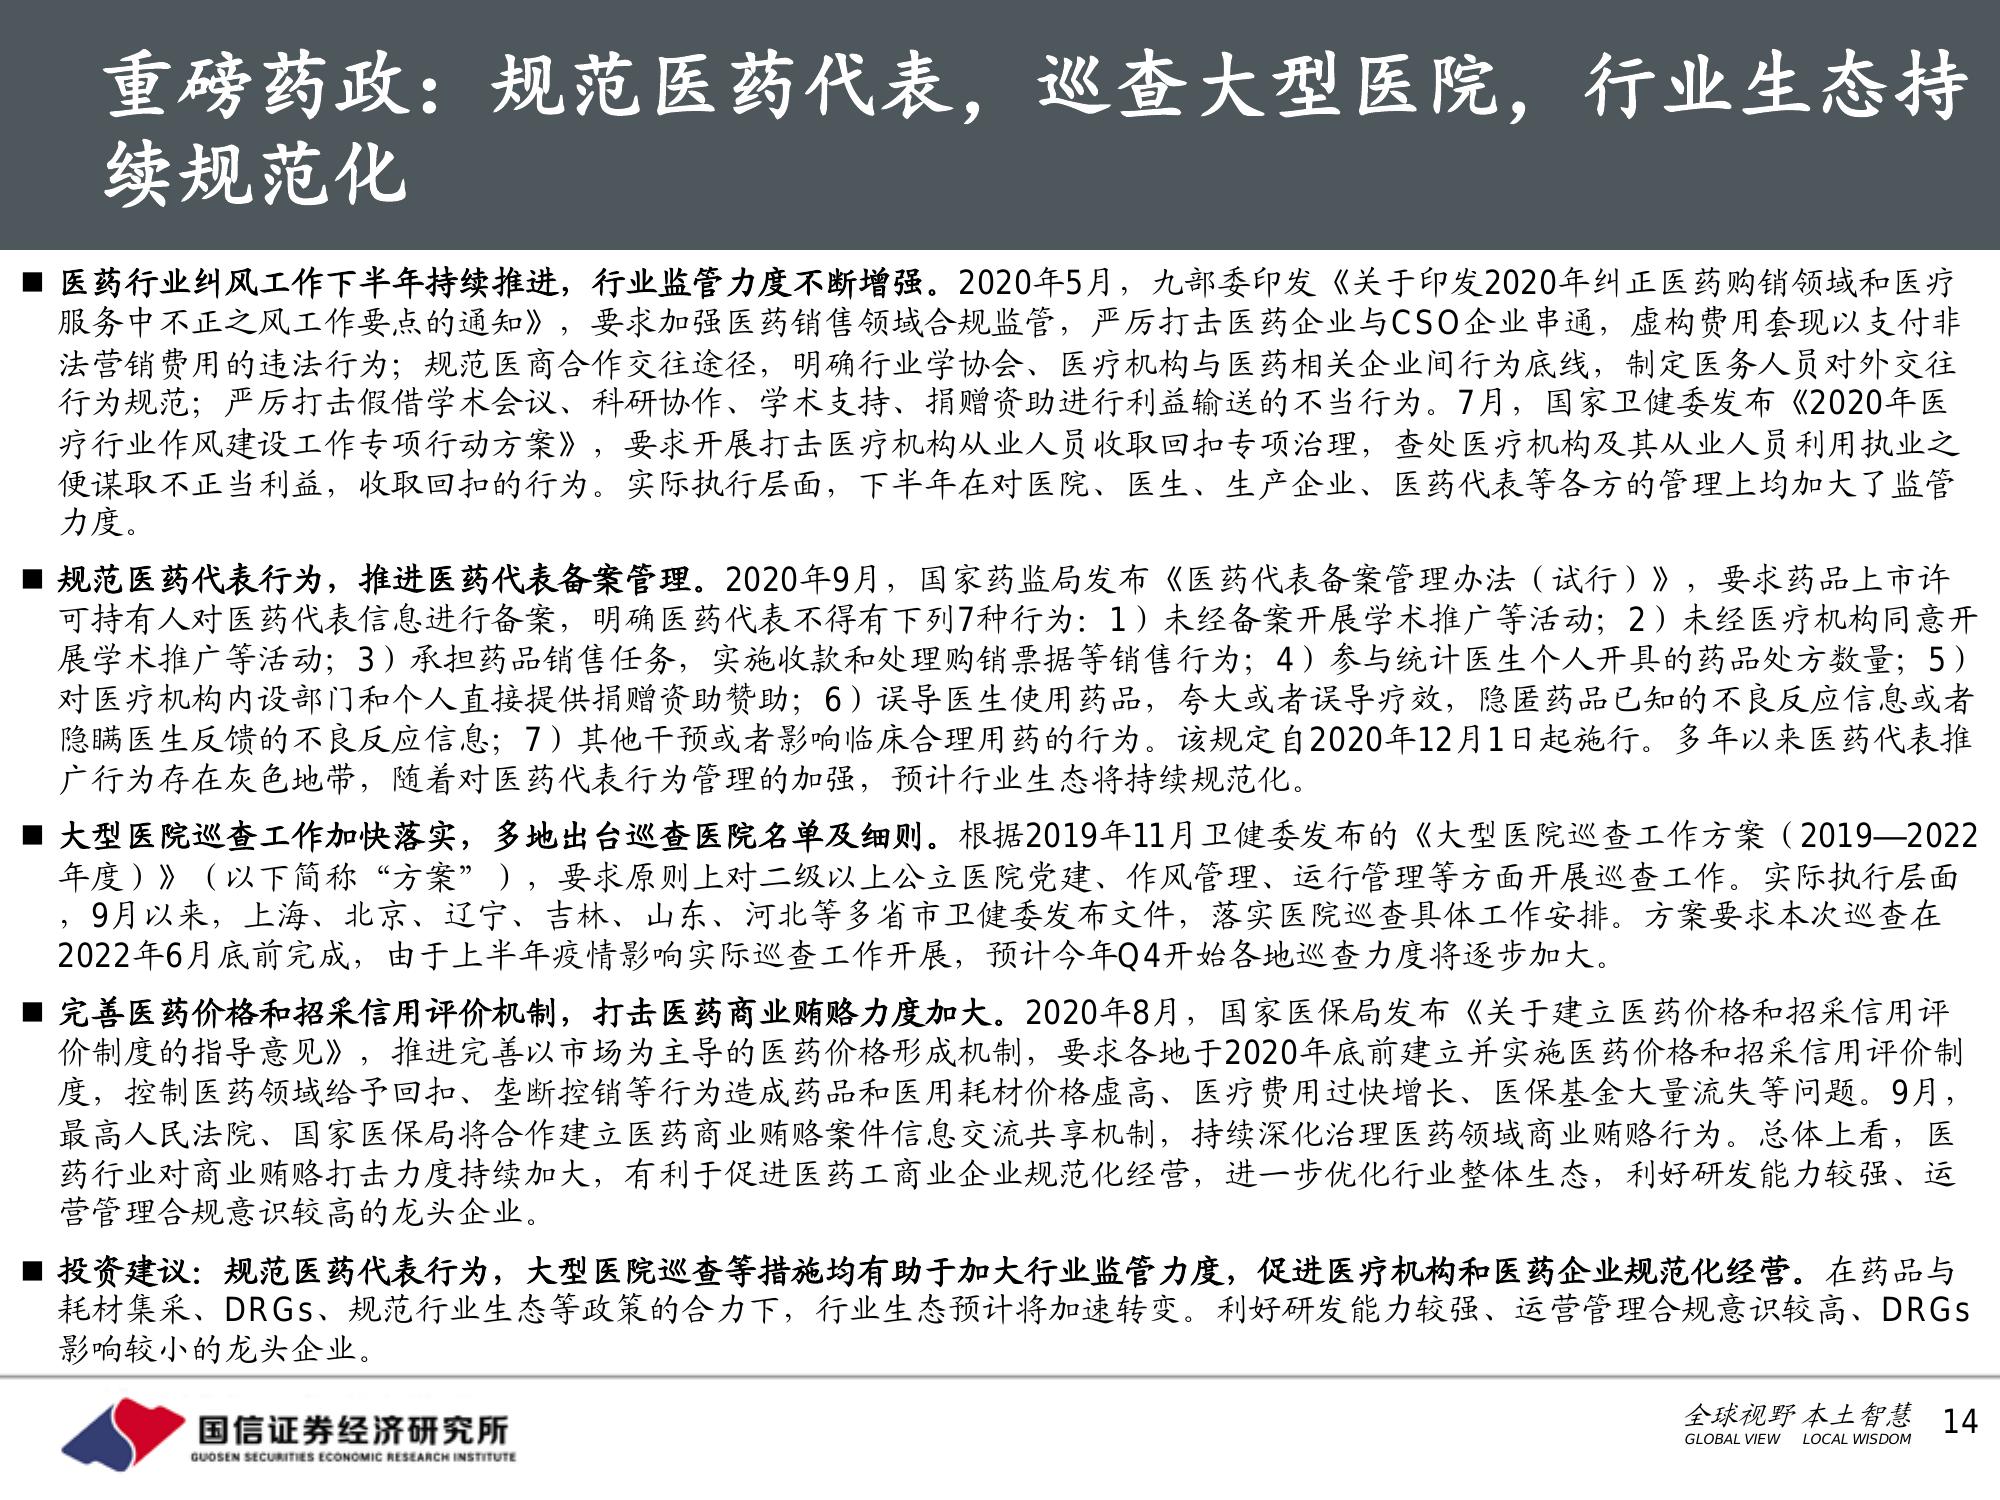 重磅药政：规范医药代表，巡查大型医院，行业生态持
续规范化
■ 医药行业纠风工作下半年持续推进，行业监管力度不断增强。2020年5月，九部委印发《关于印发2020年纠正医药购销领域和医疗
服务中不正之风工作要点的通知》，要求加强医药销售领域合规监管，严厉打击医药企业与CSO企业串通，虚构费用套现以支付非
法营销费用的违法行为；规范医商合作交往途径，明确行业学协会、医疗机构与医药相关企业间行为底线，制定医务人员对外交往
行为规范；严厉打击假借学术会议、科研协作、学术支持、捐赠资助进行利益输送的不当行为。7月，国家卫健委发布《2020年医
疗行业作风建设工作专项行动方案》，要求开展打击医疗机构从业人员收取回扣专项治理，查处医疗机构及其从业人员利用执业之
便谋取不正当利益，收取回扣的行为。实际执行层面，下半年在对医院、医生、生产企业、医药代表等各方的管理上均加大了监管
力度。
■ 规范医药代表行为，推进医药代表备案管理。2020年9月，国家药监局发布《医药代表备案管理办法（试行）》，要求药品上市许
可持有人对医药代表信息进行备案，明确医药代表不得有下列7种行为：1）未经备案开展学术推广等活动；2）未经医疗机构同意开
展学术推广等活动；3）承担药品销售任务，实施收款和处理购销票据等销售行为；4）参与统计医生个人开具的药品处方数量；5）
对医疗机构内设部门和个人直接提供捐赠资助赞助；6）误导医生使用药品，夸大或者误导疗效，隐匿药品已知的不良反应信息或者
隐瞒医生反馈的不良反应信息；7）其他干预或者影响临床合理用药的行为。该规定自2020年12月1日起施行。多年以来医药代表推
广行为存在灰色地带，随着对医药代表行为管理的加强，预计行业生态将持续规范化。
■ 大型医院巡查工作加快落实，多地出台巡查医院名单及细则。根据2019年11月卫健委发布的《大型医院巡查工作方案（2019—2022
年度）》（以下简称“方案”），要求原则上对二级以上公立医院党建、作风管理、运行管理等方面开展巡查工作。实际执行层面
，9月以来，上海、北京、辽宁、吉林、山东、河北等多省市卫健委发布文件，落实医院巡查具体工作安排。方案要求本次巡查在
2022年6月底前完成，由于上半年疫情影响实际巡查工作开展，预计今年Q4开始各地巡查力度将逐步加大。
■ 完善医药价格和招采信用评价机制，打击医药商业贿赂力度加大。2020年8月，国家医保局发布《关于建立医药价格和招采信用评
价制度的指导意见》，推进完善以市场为主导的医药价格形成机制，要求各地于2020年底前建立并实施医药价格和招采信用评价制
度，控制医药领域给予回扣、垄断控销等行为造成药品和医用耗材价格虚高、医疗费用过快增长、医保基金大量流失等问题。9月，
最高人民法院、国家医保局将合作建立医药商业贿赂案件信息交流共享机制，持续深化治理医药领域商业贿赂行为。总体上看，医
药行业对商业贿赂打击力度持续加大，有利于促进医药工商业企业规范化经营，进一步优化行业整体生态，利好研发能力较强、运
营管理合规意识较高的龙头企业。
■ 投资建议：规范医药代表行为，大型医院巡查等措施均有助于加大行业监管力度，促进医疗机构和医药企业规范化经营。在药品与
耗材集采、DRGs、规范行业生态等政策的合力下，行业生态预计将加速转变。利好研发能力较强、运营管理合规意识较高、DRGs
影响较小的龙头企业。
国信证券经济研究所
GUOSEN SECURITIES ECONOMIC RESEARCH INSTITUTE
全球视野 本土智慧
GLOBAL VIEW LOCAL WISDOM
14